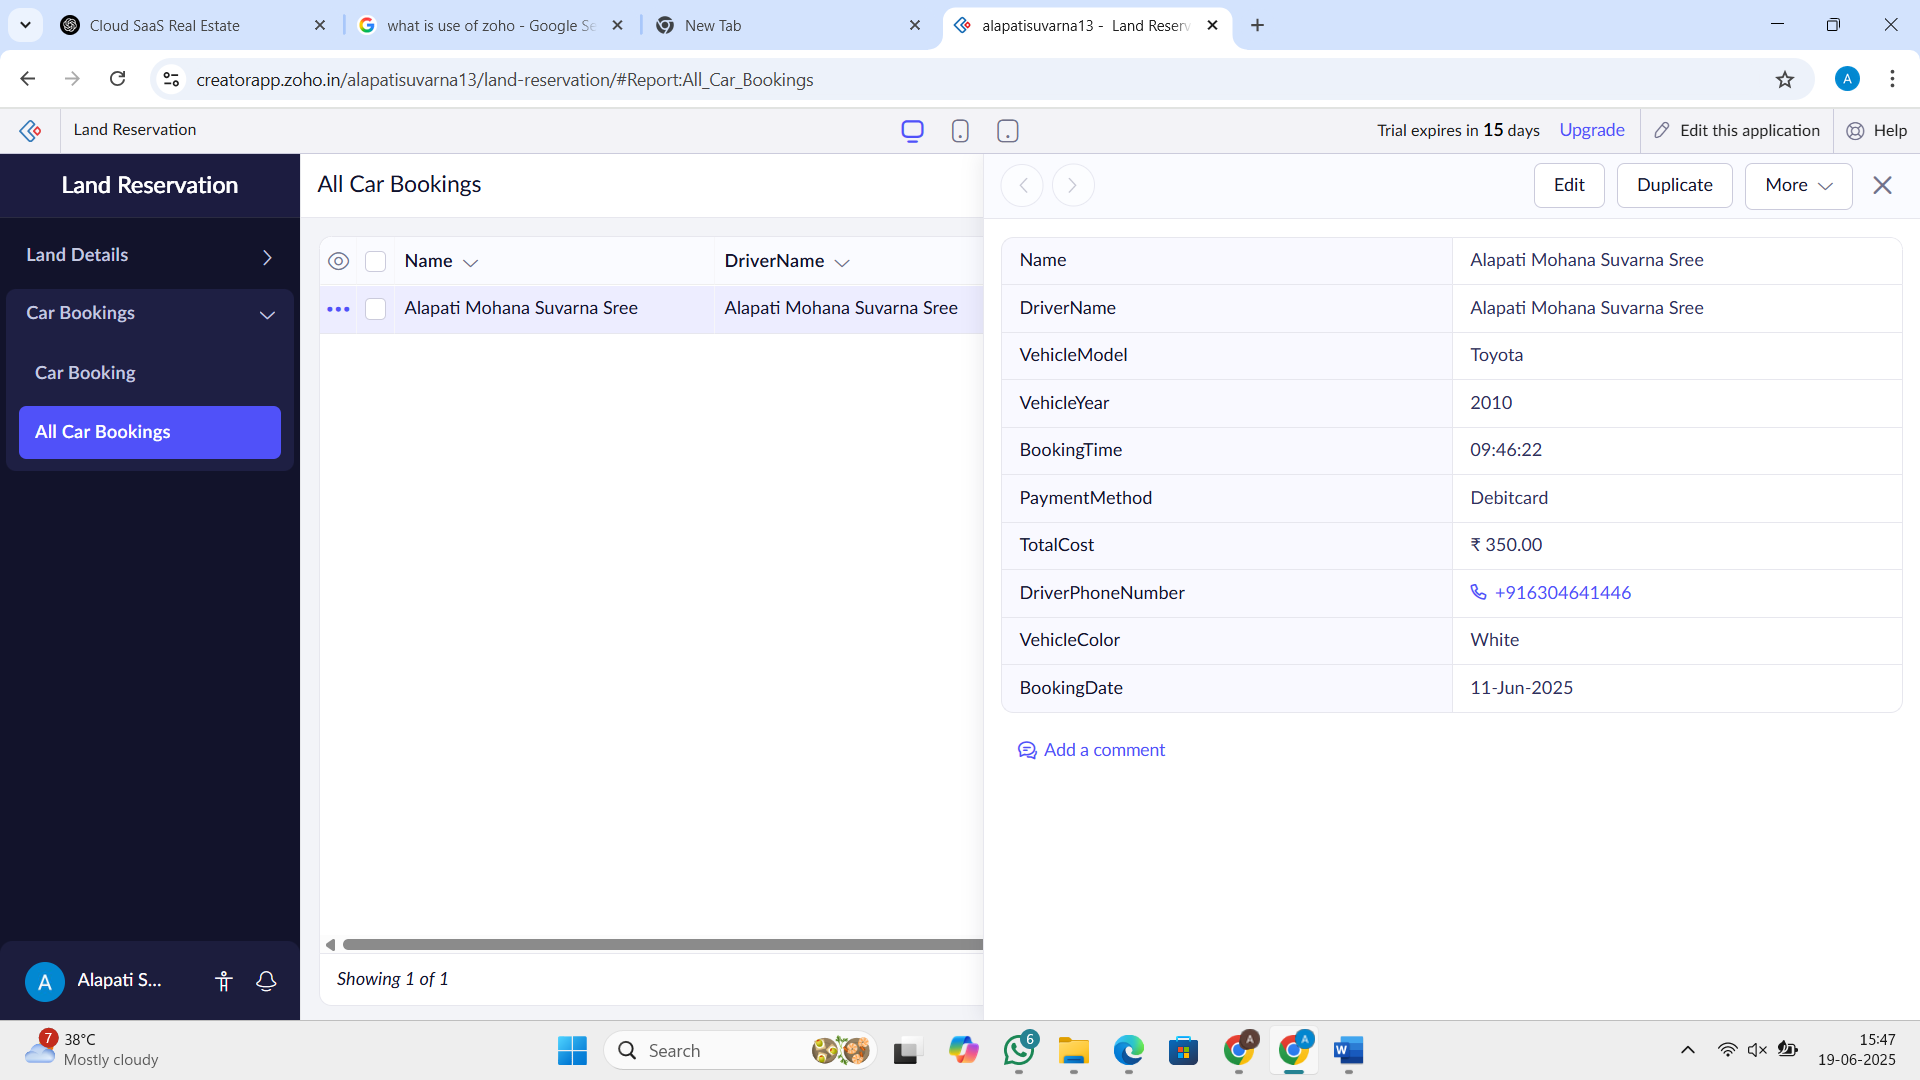 Cloud SaaS Real Estate
what is use of zoho - Google Se
New Tab
alapatisuvarna13 - Land Reserv
creatorapp.zoho.in/alapatisuvarna13/land-reservation/#Report:All_Car_Bookings
A
Land Reservation
Trial expires in 15 days
Upgrade
Edit this application
Help
Land Reservation
Land Details
Car Bookings
Car Booking
All Car Bookings
A
Alapati S...
All Car Bookings
Name
DriverName
Alapati Mohana Suvarna Sree
Alapati Mohana Suvarna Sree
Showing 1 of 1
Edit
Duplicate
More
Name Alapati Mohana Suvarna Sree
DriverName Alapati Mohana Suvarna Sree
VehicleModel Toyota
VehicleYear 2010
BookingTime 09:46:22
PaymentMethod Debitcard
TotalCost ₹ 350.00
DriverPhoneNumber +916304641446
VehicleColor White
BookingDate 11-Jun-2025
Add a comment
7
38°C
Mostly cloudy
Search
6
A
A
W
15:47
19-06-2025